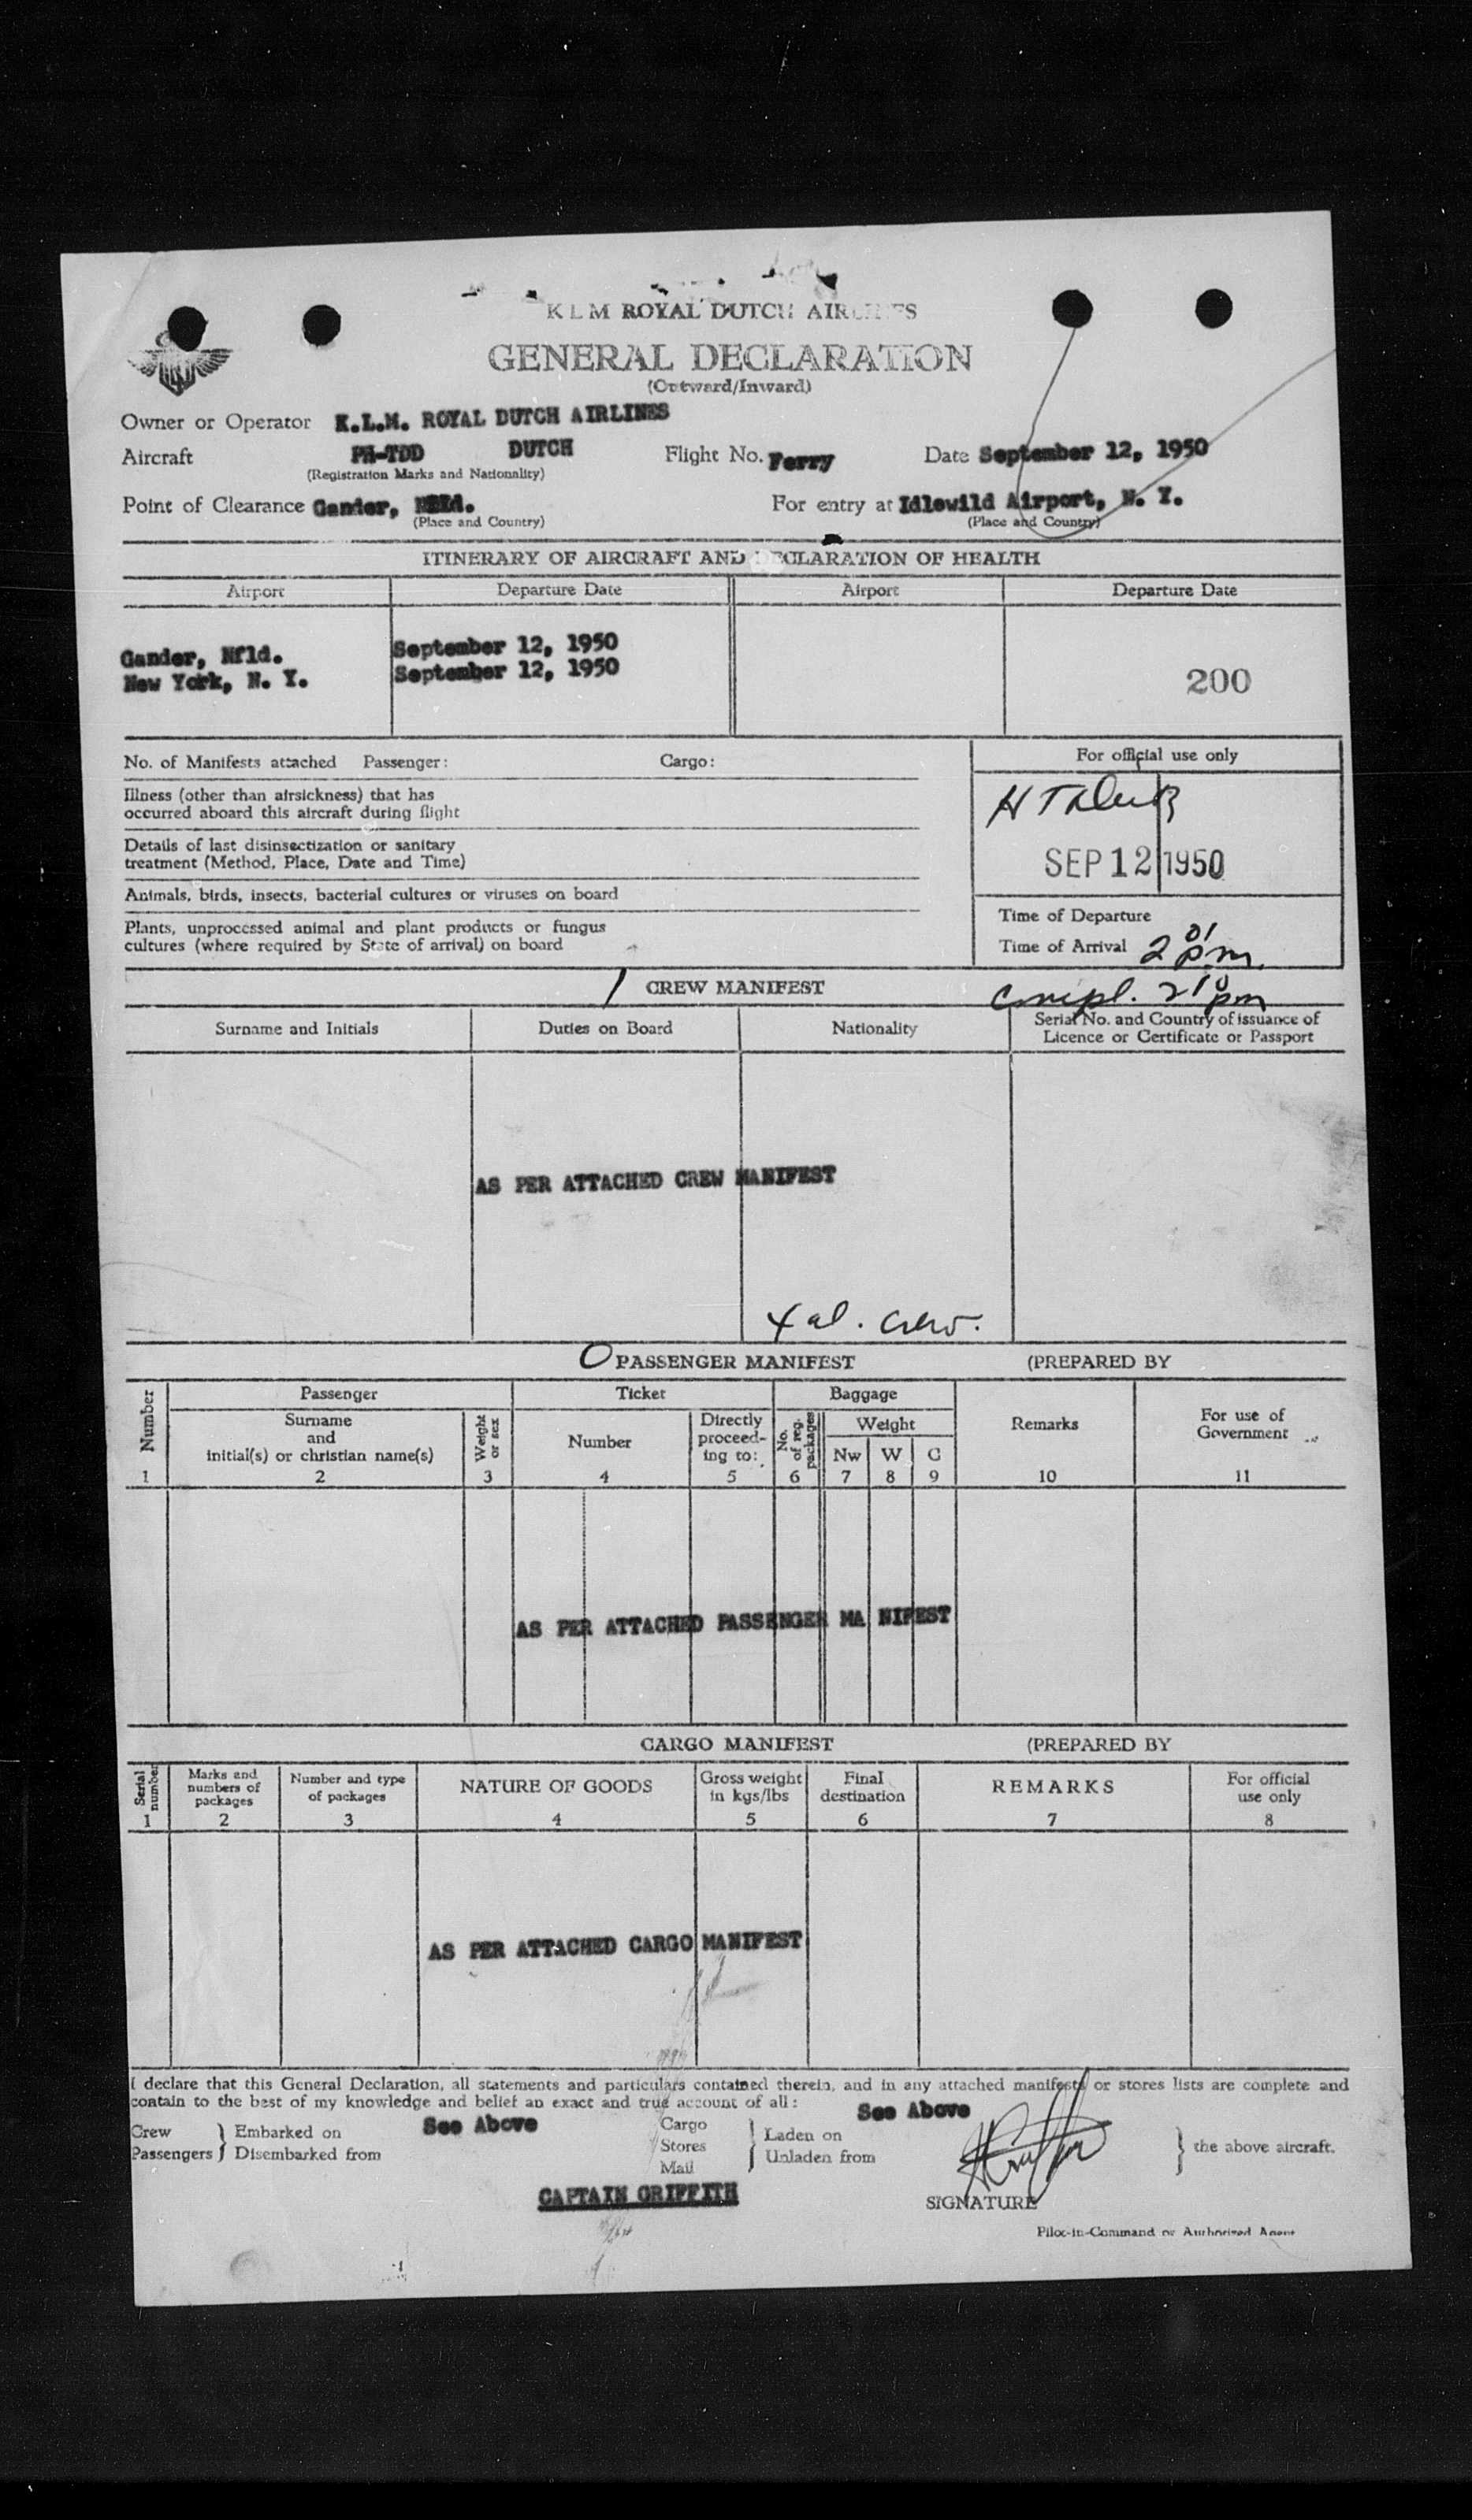 K L M ROYAL DUTCH AIRLINES
GENERAL DECLARATION
(Outward/Inward)
Owner or Operator K.L.M. ROYAL DUTCH AIRLINES
Aircraft PH-TDD DUTCH Flight No. Ferry Date September 12, 1950
(Registration Marks and Nationality)
Point of Clearance Gander, Nfld. For entry at Idlewild Airport, N. Y.
(Place and Country) (Place and Country)
ITINERARY OF AIRCRAFT AND DECLARATION OF HEALTH
Airport Departure Date Airport Departure Date
Gander, Nfld. September 12, 1950
New York, N. Y. September 12, 1950
200
No. of Manifests attached Passenger: Cargo: For official use only
Illness (other than airsickness) that has
occurred aboard this aircraft during flight
Details of last disinsectization or sanitary
treatment (Method, Place, Date and Time)
SEP 12 1950
Animals, birds, insects, bacterial cultures or viruses on board
Plants, unprocessed animal and plant products or fungus
cultures (where required by State of arrival) on board
Time of Departure
Time of Arrival 2 01 p.m.
/ CREW MANIFEST compl. 2 10 pm
Surname and Initials Duties on Board Nationality Serial No. and Country of issuance of
Licence or Certificate or Passport
AS PER ATTACHED CREW MANIFEST
4 al. crew.
0 PASSENGER MANIFEST (PREPARED BY
Number Passenger Ticket Baggage Remarks For use of
Government
Surname
and
initial(s) or christian name(s)
Weight
or sex
Number
Directly
proceed-
ing to:
No.
of reg.
packages
Weight
Nw W C
1 2 3 4 5 6 7 8 9 10 11
AS PER ATTACHED PASSENGER MA NIFEST
CARGO MANIFEST (PREPARED BY
Serial
number
Marks and
numbers of
packages
Number and type
of packages
NATURE OF GOODS
Gross weight
in kgs/lbs
Final
destination
REMARKS
For official
use only
1 2 3 4 5 6 7 8
AS PER ATTACHED CARGO MANIFEST
I declare that this General Declaration, all statements and particulars contained therein, and in any attached manifests or stores lists are complete and
contain to the best of my knowledge and belief an exact and true account of all:
Crew
Passengers } Embarked on
Disembarked from
See Above
Cargo
Stores
Mail
} Laden on
Unladen from
See Above
} the above aircraft.
CAPTAIN GRIFFITH
SIGNATURE
Pilot-in-Command or Authorized Agent